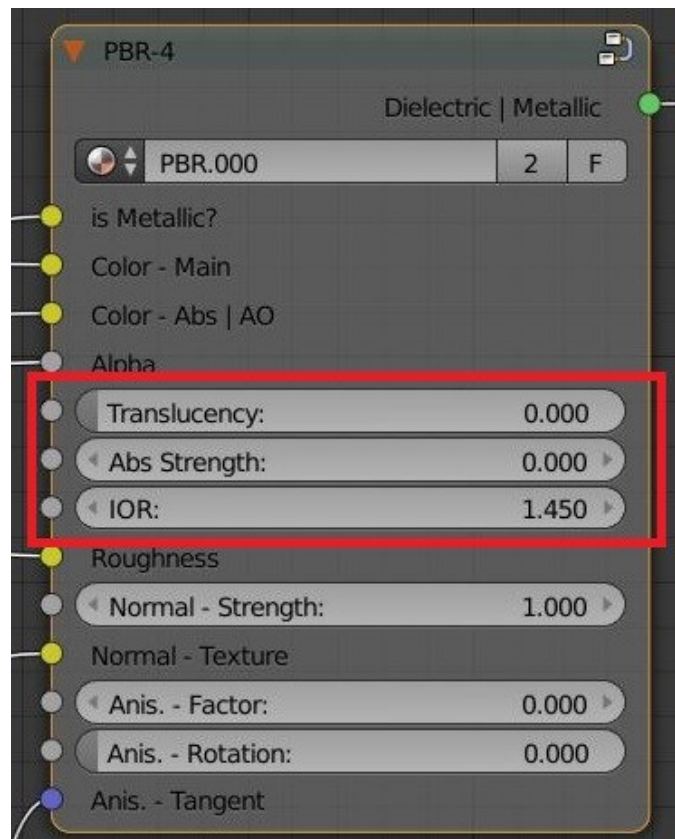 PBR-4
Dielectric | Metallic
PBR.000 2 F
is Metallic?
Color - Main
Color - Abs | AO
Alpha
Translucency: 0.000
Abs Strength: 0.000
IOR: 1.450
Roughness
Normal - Strength: 1.000
Normal - Texture
Anis. - Factor: 0.000
Anis. - Rotation: 0.000
Anis. - Tangent